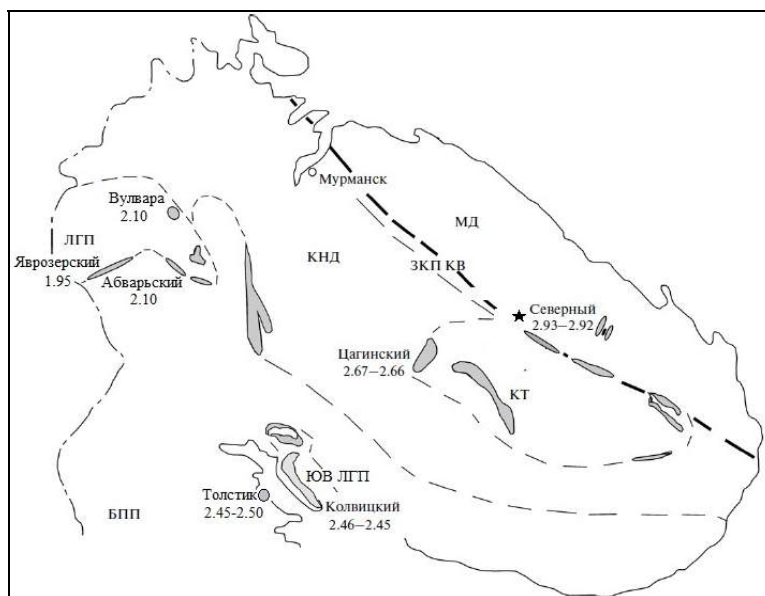 Мурманск
Вулвара
2.10
МД
ЛГП
КНД
ЗКП КВ
Яврозерский
1.95
Абварьский
2.10
Северный
2.93–2.92
Цагинский
2.67–2.66
КТ
ЮВ ЛГП
Толстик
2.45-2.50
Колвицкий
2.46–2.45
БПП